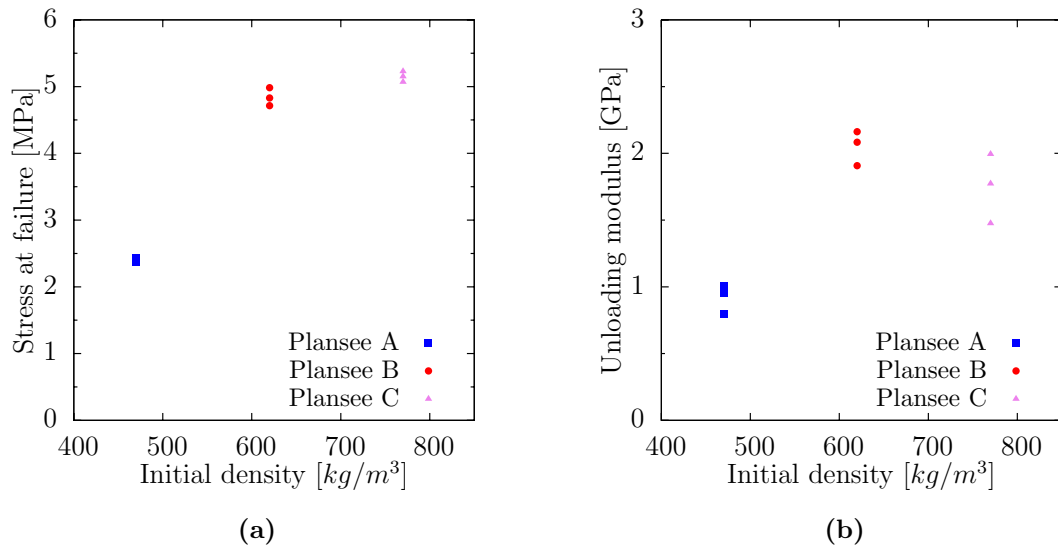 6
5
4
3
2
1
0
Stress at failure [MPa]
Plansee A
Plansee B
Plansee C
400 500 600 700 800
Initial density [kg/m³]
(a)
3
2
1
0
Unloading modulus [GPa]
Plansee A
Plansee B
Plansee C
400 500 600 700 800
Initial density [kg/m³]
(b)